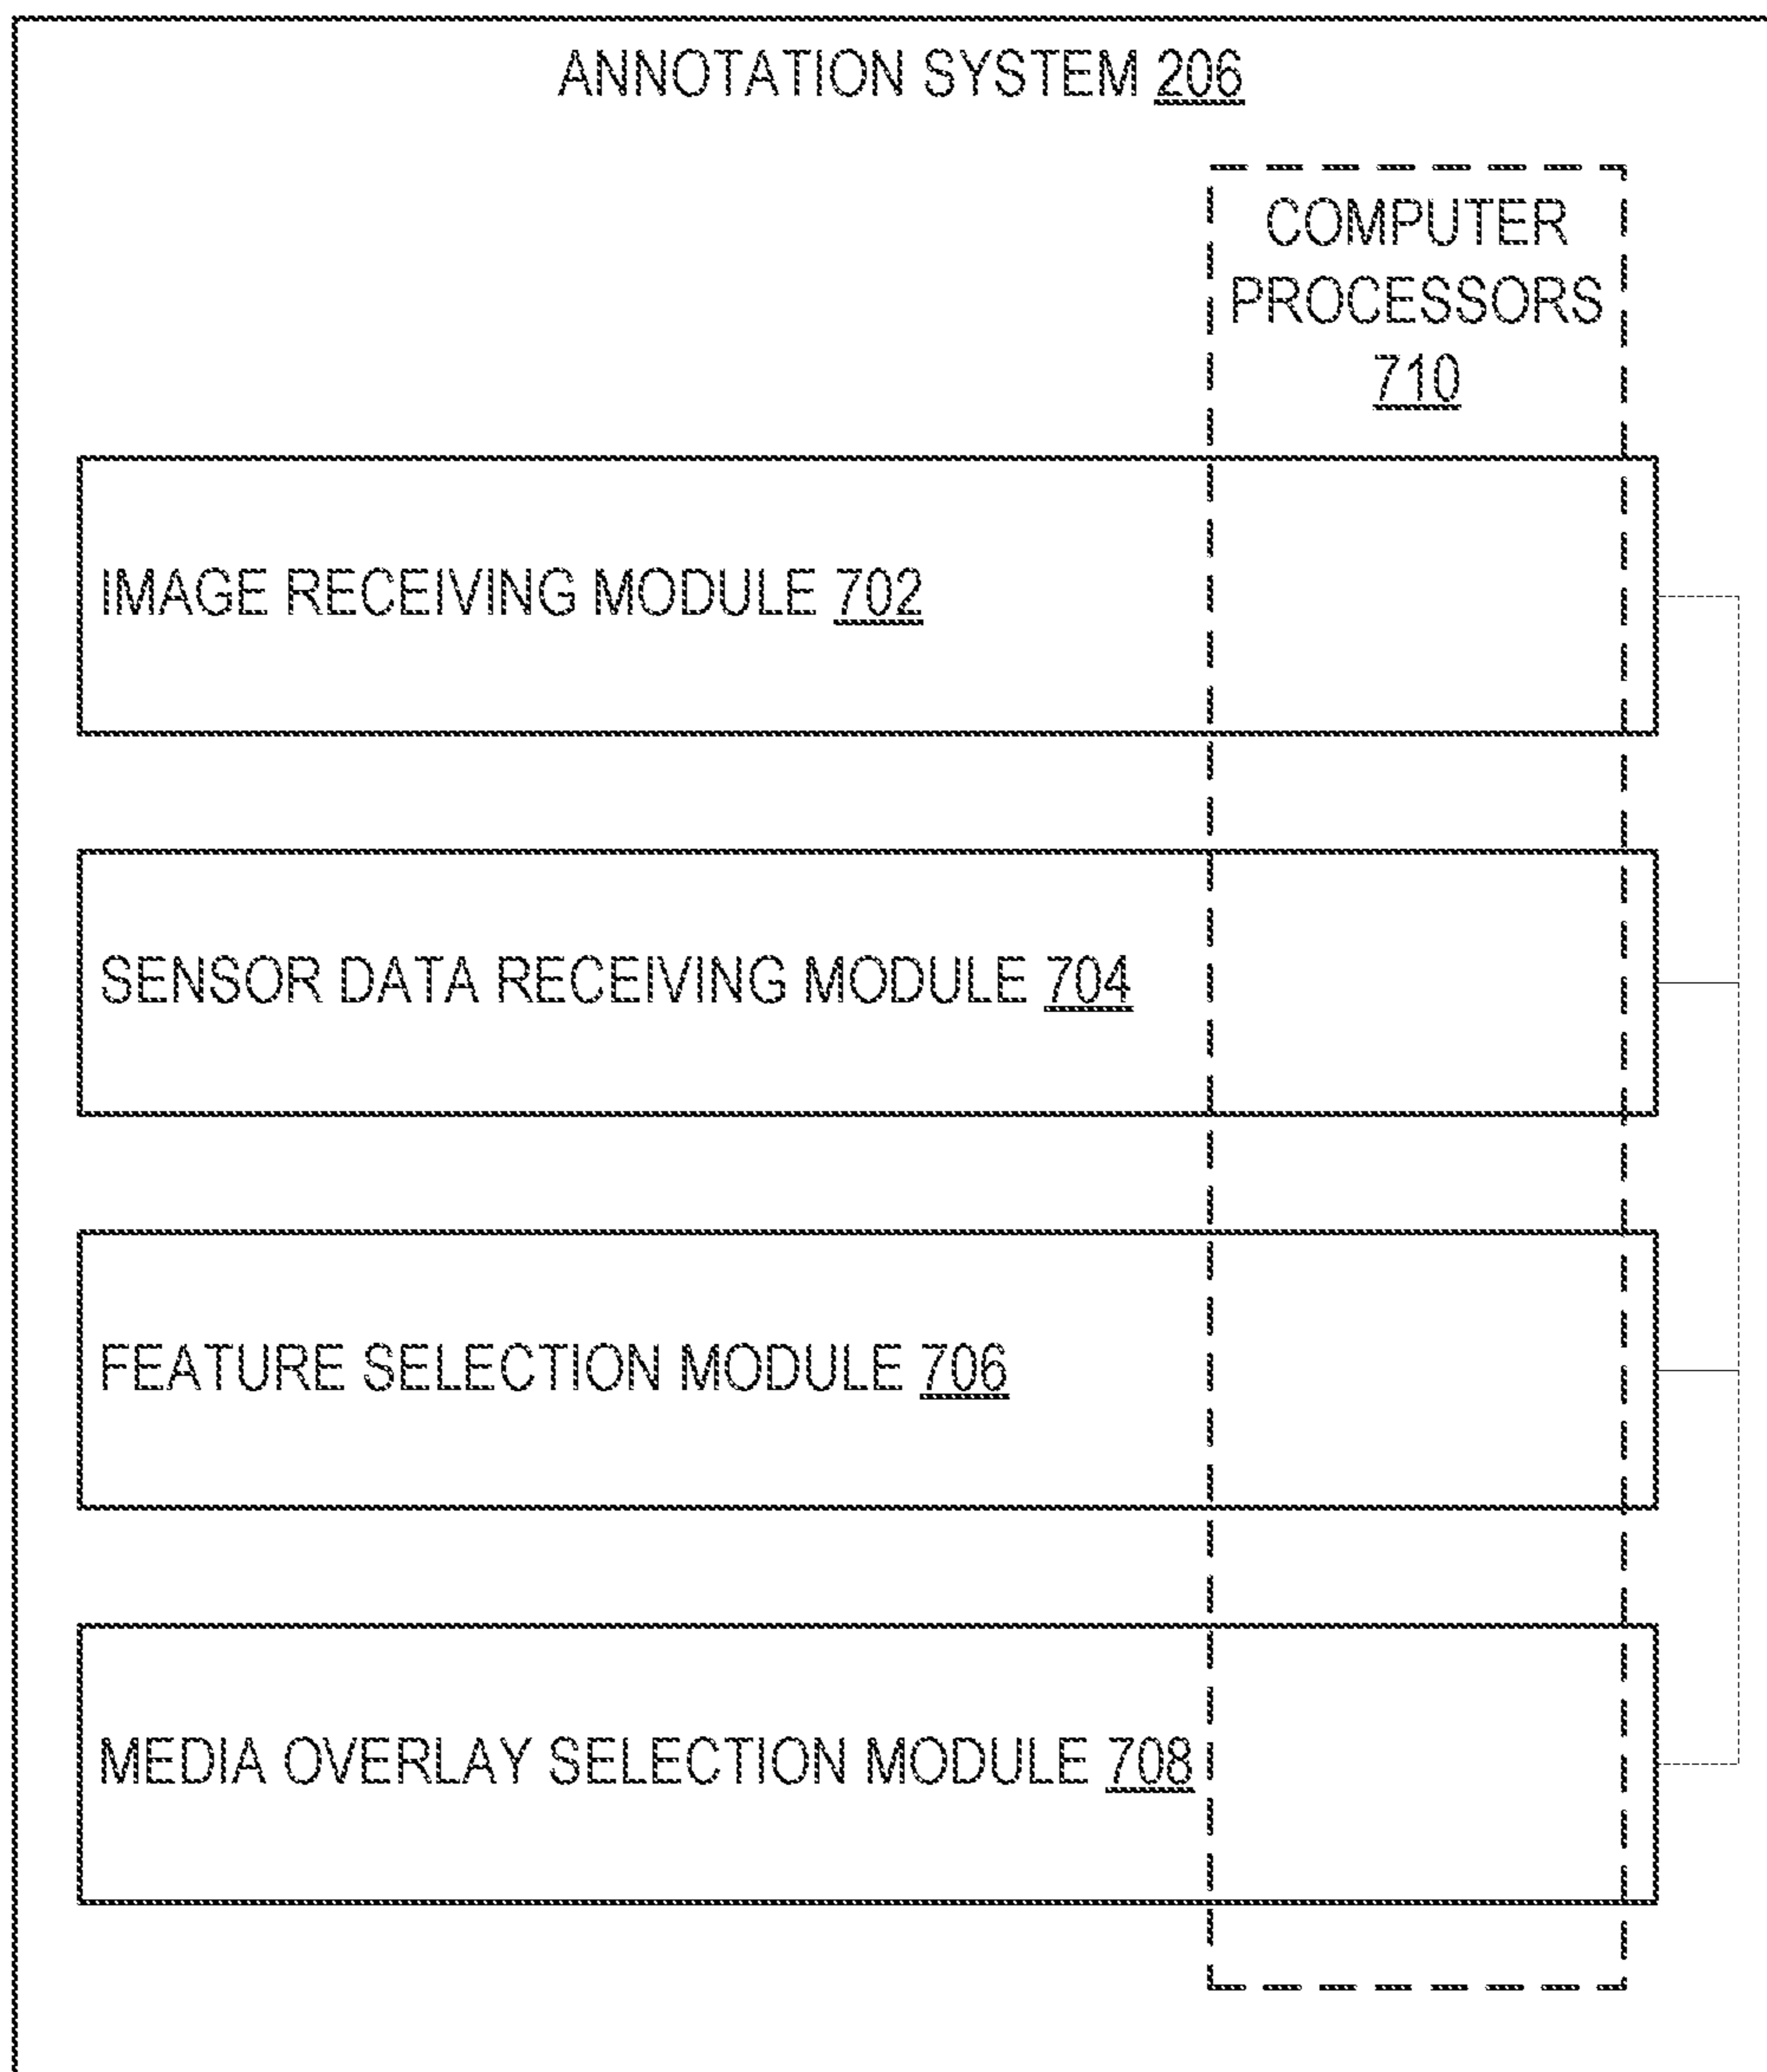 ANNOTATION SYSTEM 206
COMPUTER
PROCESSORS
710
IMAGE RECEIVING MODULE 702
SENSOR DATA RECEIVING MODULE 704
FEATURE SELECTION MODULE 706
MEDIA OVERLAY SELECTION MODULE 708